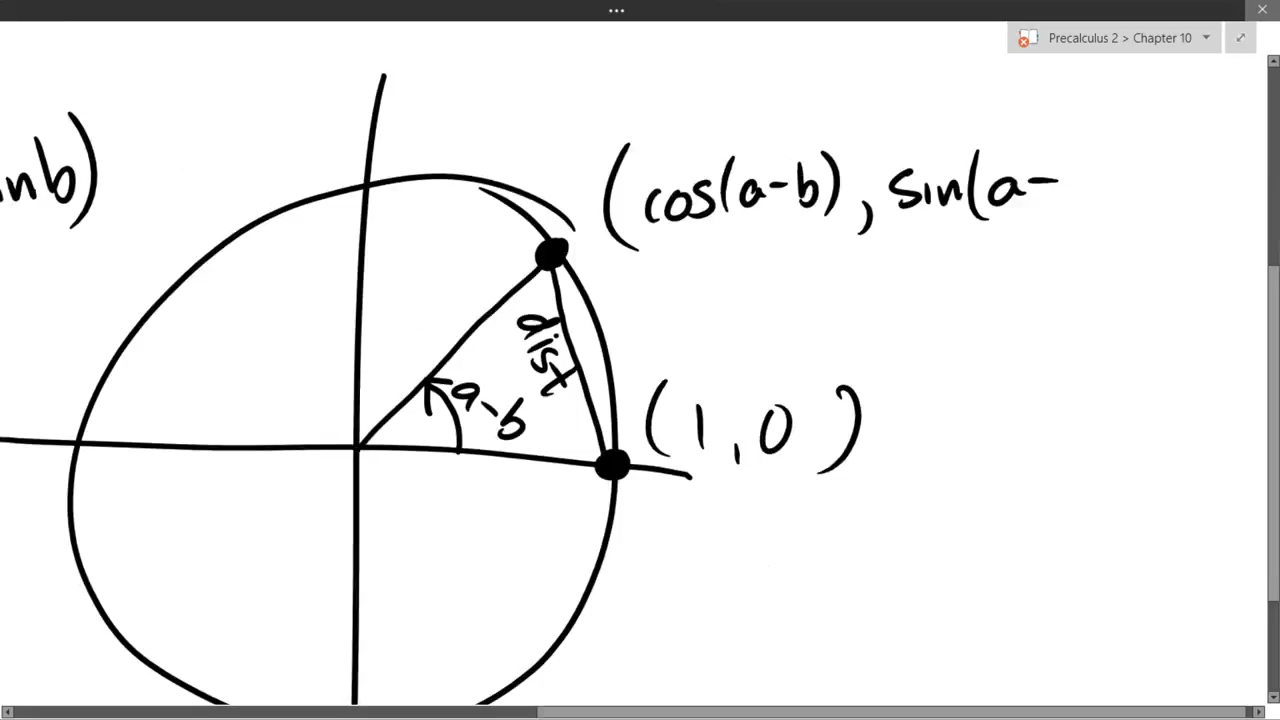 ...
Precalculus 2 > Chapter 10
inb)
(cos(a-b), sin(a-
dist
a-b
(1,0)